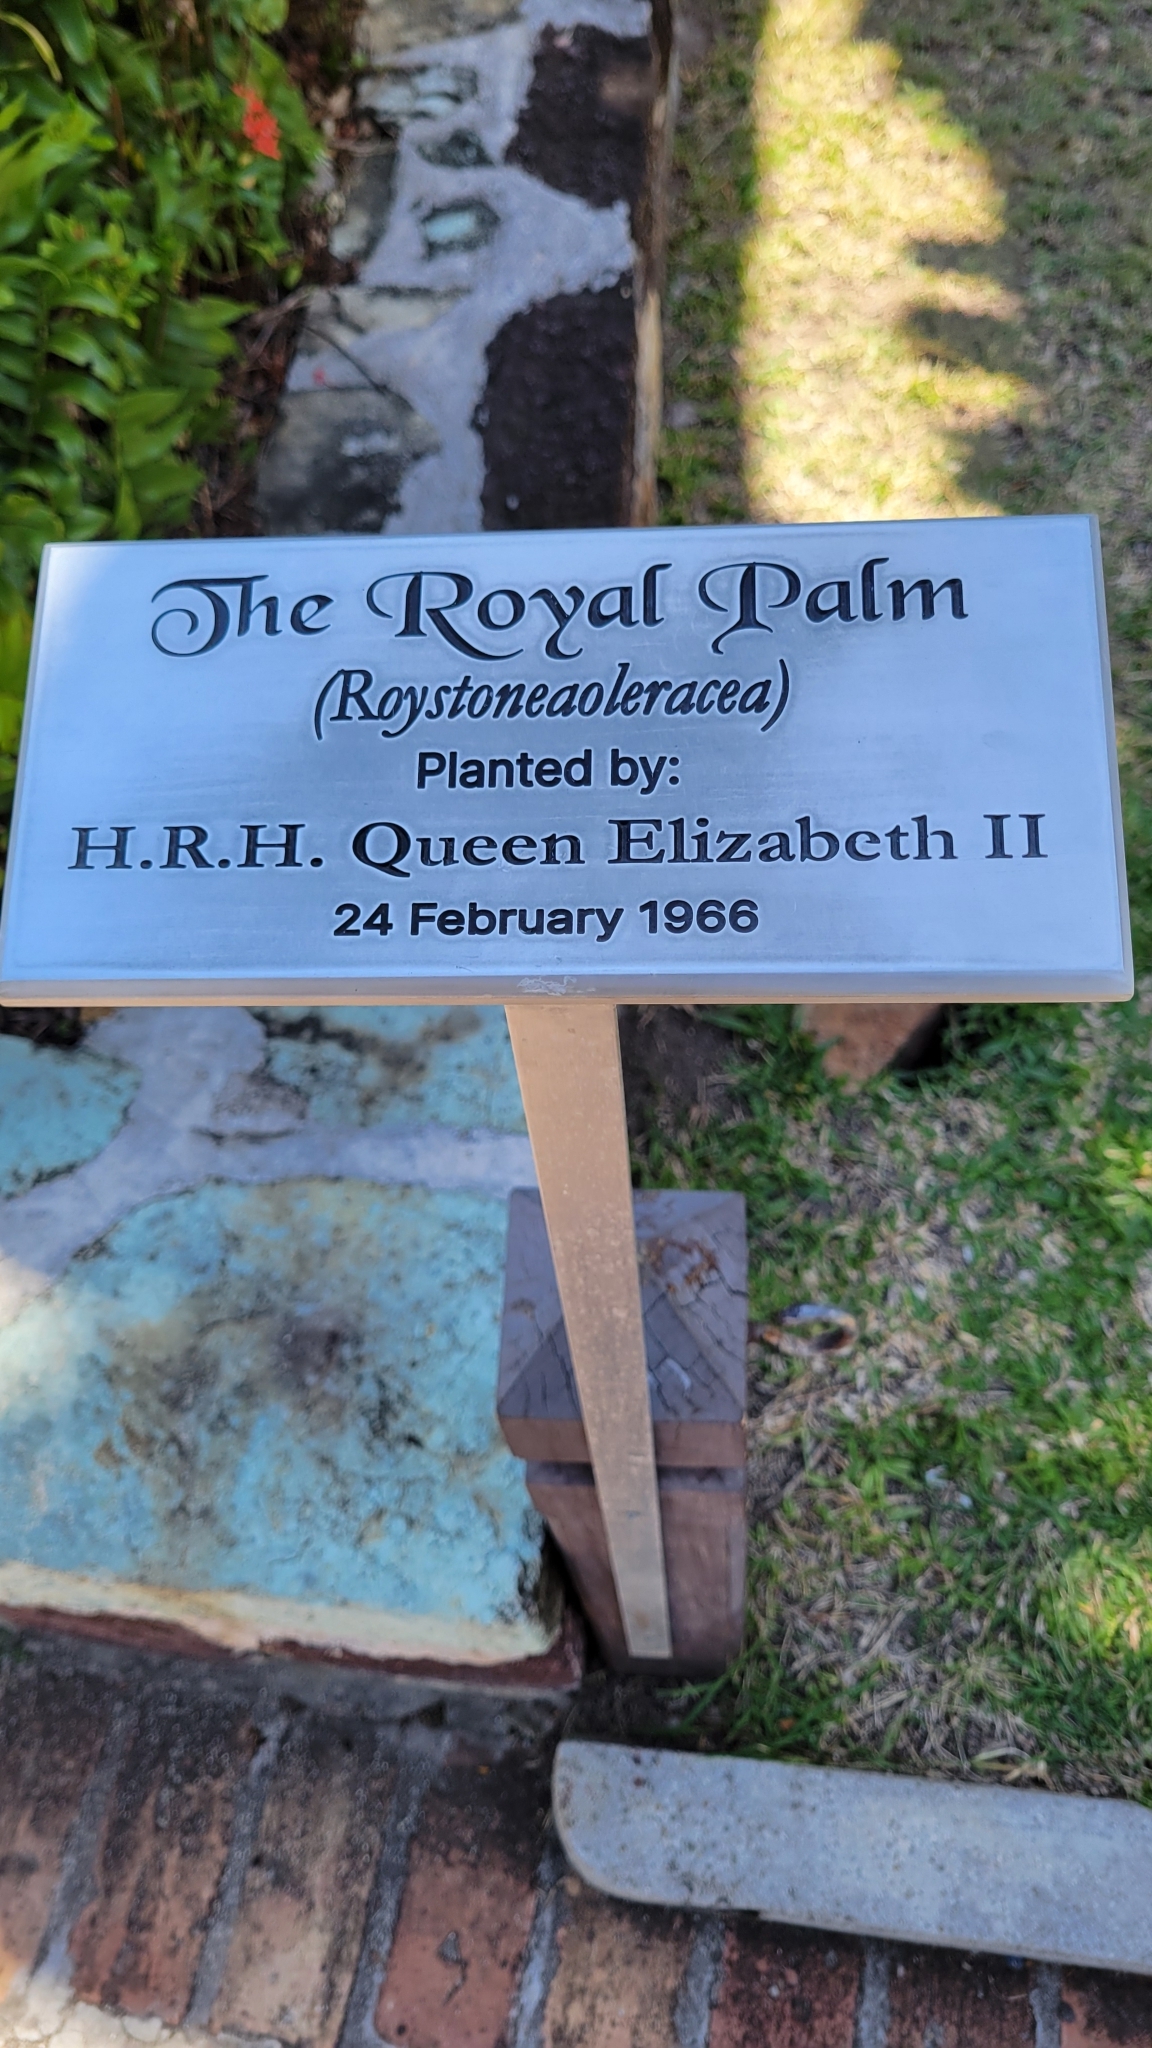 The Royal Palm
(Roystoneaoleracea)
Planted by:
H.R.H. Queen Elizabeth II
24 February 1966